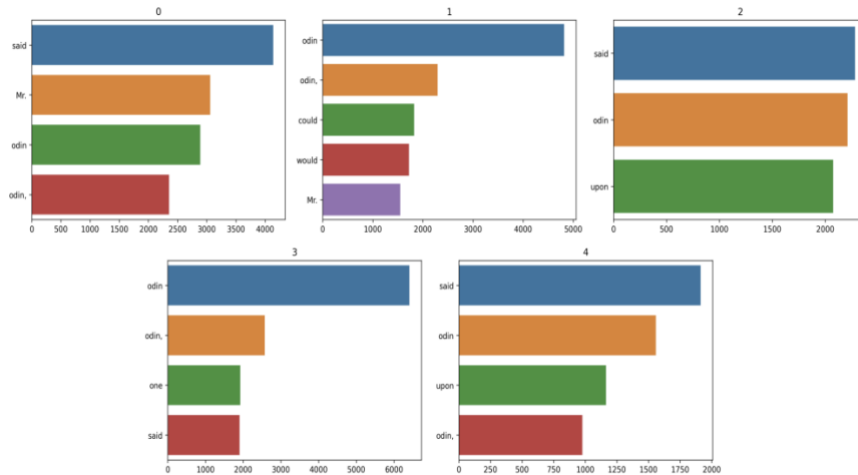 0
said
Mr.
odin
odin,
0 500 1000 1500 2000 2500 3000 3500 4000
1
odin
odin,
could
would
Mr.
0 1000 2000 3000 4000 5000
2
said
odin
upon
0 500 1000 1500 2000
3
odin
odin,
one
said
0 1000 2000 3000 4000 5000 6000
4
said
odin
upon
odin,
0 250 500 750 1000 1250 1500 1750 2000